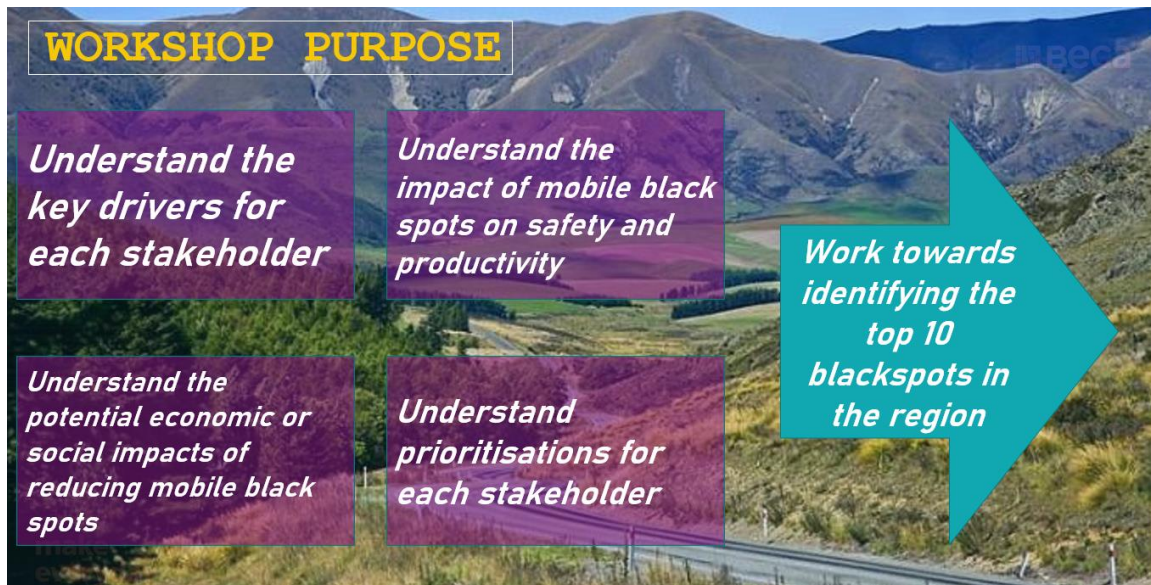 WORKSHOP PURPOSE
Beca
Understand the
key drivers for
each stakeholder
Understand the
impact of mobile black
spots on safety and
productivity
Understand the
potential economic or
social impacts of
reducing mobile black
spots
Understand
prioritisations for
each stakeholder
Work towards
identifying the
top 10
blackspots in
the region
make